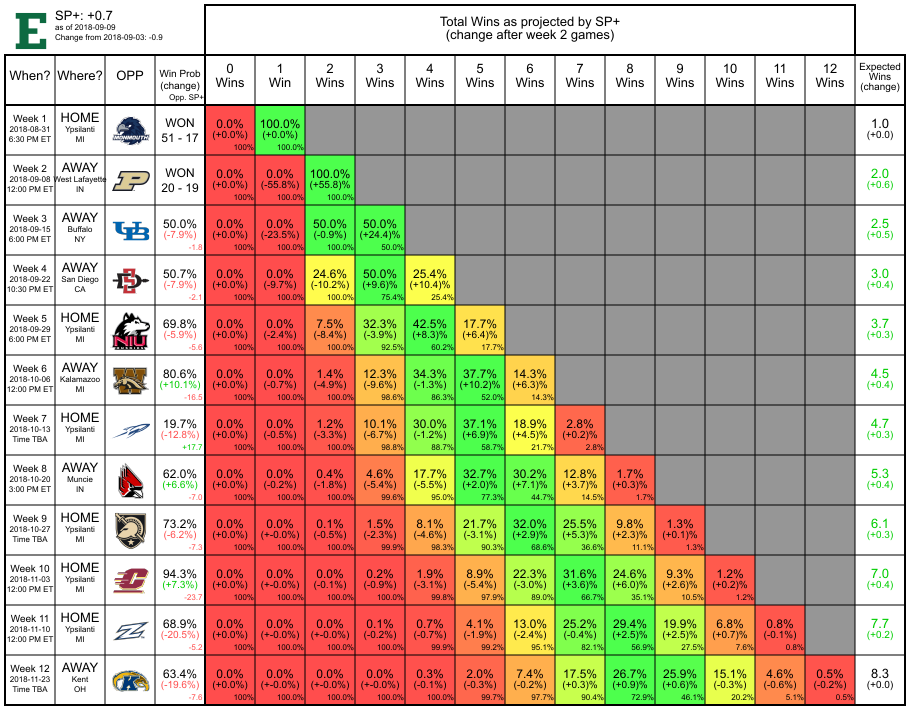 E
SP+: +0.7
as of 2018-09-09
Change from 2018-09-03: -0.9
Total Wins as projected by SP+
(change after week 2 games)
When? Where? OPP Win Prob (change) Opp. SP+ 0 Wins 1 Win 2 Wins 3 Wins 4 Wins 5 Wins 6 Wins 7 Wins 8 Wins 9 Wins 10 Wins 11 Wins 12 Wins Expected Wins (change)
Week 1 HOME MONMOUTH WON 0.0% 100.0% 1.0
2018-08-31 Ypsilanti 51 - 17 (+0.0%) (+0.0%) (+0.0)
6:30 PM ET MI 100% 100.0%
Week 2 AWAY P WON 0.0% 0.0% 100.0% 2.0
2018-09-08 West Lafayette 20 - 19 (+0.0%) (-55.8%) (+55.8)% (+0.6)
12:00 PM ET IN 100% 100.0% 100.0%
Week 3 AWAY UB 50.0% 0.0% 0.0% 50.0% 50.0% 2.5
2018-09-15 Buffalo (-7.9%) (+0.0%) (-23.5%) (-0.9%) (+24.4)% (+0.5)
6:00 PM ET NY -1.8 100% 100.0% 100.0% 50.0%
Week 4 AWAY SD 50.7% 0.0% 0.0% 24.6% 50.0% 25.4% 3.0
2018-09-22 San Diego (-7.9%) (+0.0%) (-9.7%) (-10.2%) (+9.6)% (+10.4)% (+0.4)
10:30 PM ET CA -2.1 100% 100.0% 100.0% 75.4% 25.4%
Week 5 HOME NIU 69.8% 0.0% 0.0% 7.5% 32.3% 42.5% 17.7% 3.7
2018-09-29 Ypsilanti (-5.9%) (+0.0%) (-2.4%) (-8.4%) (-3.9%) (+8.3)% (+6.4)% (+0.3)
6:00 PM ET MI -5.6 100% 100.0% 100.0% 92.5% 60.2% 17.7%
Week 6 AWAY W 80.6% 0.0% 0.0% 1.4% 12.3% 34.3% 37.7% 14.3% 4.5
2018-10-06 Kalamazoo (+10.1%) (+0.0%) (-0.7%) (-4.9%) (-9.6%) (-1.3%) (+10.2)% (+6.3)% (+0.4)
12:00 PM ET MI -16.5 100% 100.0% 100.0% 98.6% 86.3% 52.0% 14.3%
Week 7 HOME 19.7% 0.0% 0.0% 1.2% 10.1% 30.0% 37.1% 18.9% 2.8% 4.7
2018-10-13 Ypsilanti (-12.8%) (+0.0%) (-0.5%) (-3.3%) (-6.7%) (-1.2%) (+6.9)% (+4.5)% (+0.2)% (+0.3)
Time TBA MI +17.7 100% 100.0% 100.0% 98.8% 88.7% 58.7% 21.7% 2.8%
Week 8 AWAY 62.0% 0.0% 0.0% 0.4% 4.6% 17.7% 32.7% 30.2% 12.8% 1.7% 5.3
2018-10-20 Muncie (+6.6%) (+0.0%) (-0.2%) (-1.8%) (-5.4%) (-5.5%) (+2.0)% (+7.1)% (+3.7)% (+0.3)% (+0.4)
3:00 PM ET IN -7.0 100% 100.0% 100.0% 99.6% 95.0% 77.3% 44.7% 14.5% 1.7%
Week 9 HOME 73.2% 0.0% 0.0% 0.1% 1.5% 8.1% 21.7% 32.0% 25.5% 9.8% 1.3% 6.1
2018-10-27 Ypsilanti (-6.2%) (+0.0%) (+-0.0%) (-0.5%) (-2.3%) (-4.6%) (-3.1%) (+2.9)% (+5.3)% (+2.3)% (+0.1)% (+0.3)
Time TBA MI -7.3 100% 100.0% 100.0% 99.9% 98.3% 90.3% 68.6% 36.6% 11.1% 1.3%
Week 10 HOME C 94.3% 0.0% 0.0% 0.0% 0.2% 1.9% 8.9% 22.3% 31.6% 24.6% 9.3% 1.2% 7.0
2018-11-03 Ypsilanti (+7.3%) (+0.0%) (+-0.0%) (-0.1%) (-0.9%) (-3.1%) (-5.4%) (-3.0%) (+3.6)% (+6.0)% (+2.6)% (+0.2)% (+0.4)
12:00 PM ET MI -23.7 100% 100.0% 100.0% 100.0% 99.8% 97.9% 89.0% 66.7% 35.1% 10.5% 1.2%
Week 11 HOME Z 68.9% 0.0% 0.0% 0.0% 0.1% 0.7% 4.1% 13.0% 25.2% 29.4% 19.9% 6.8% 0.8% 7.7
2018-11-10 Ypsilanti (-20.5%) (+0.0%) (+-0.0%) (+-0.0%) (-0.2%) (-0.7%) (-1.9%) (-2.4%) (-0.4%) (+2.5)% (+2.5)% (+0.7)% (-0.1%) (+0.2)
12:00 PM ET MI -5.2 100% 100.0% 100.0% 100.0% 99.9% 99.2% 95.1% 82.1% 56.9% 27.5% 7.6% 0.8%
Week 12 AWAY K 63.4% 0.0% 0.0% 0.0% 0.0% 0.3% 2.0% 7.4% 17.5% 26.7% 25.9% 15.1% 4.6% 0.5% 8.3
2018-11-23 Kent (-19.6%) (+0.0%) (+-0.0%) (+-0.0%) (+-0.0%) (-0.1%) (-0.3%) (-0.2%) (+0.3)% (+0.9)% (+0.6)% (-0.3%) (-0.6%) (-0.2%) (+0.0)
Time TBA OH -7.6 100% 100.0% 100.0% 100.0% 100.0% 99.7% 97.7% 90.4% 72.9% 46.1% 20.2% 5.1% 0.5%